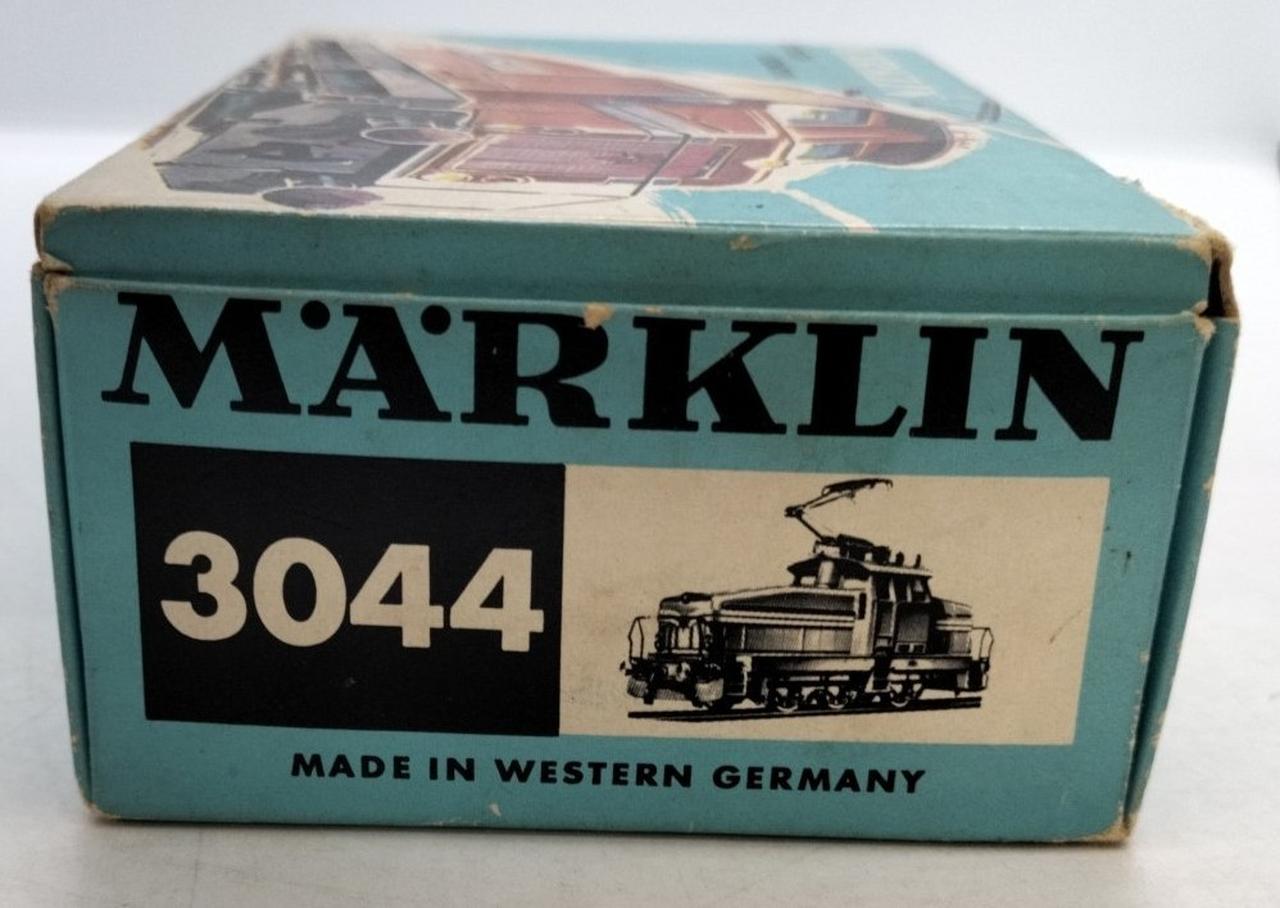 MÄRKLIN
3044
MADE IN WESTERN GERMANY